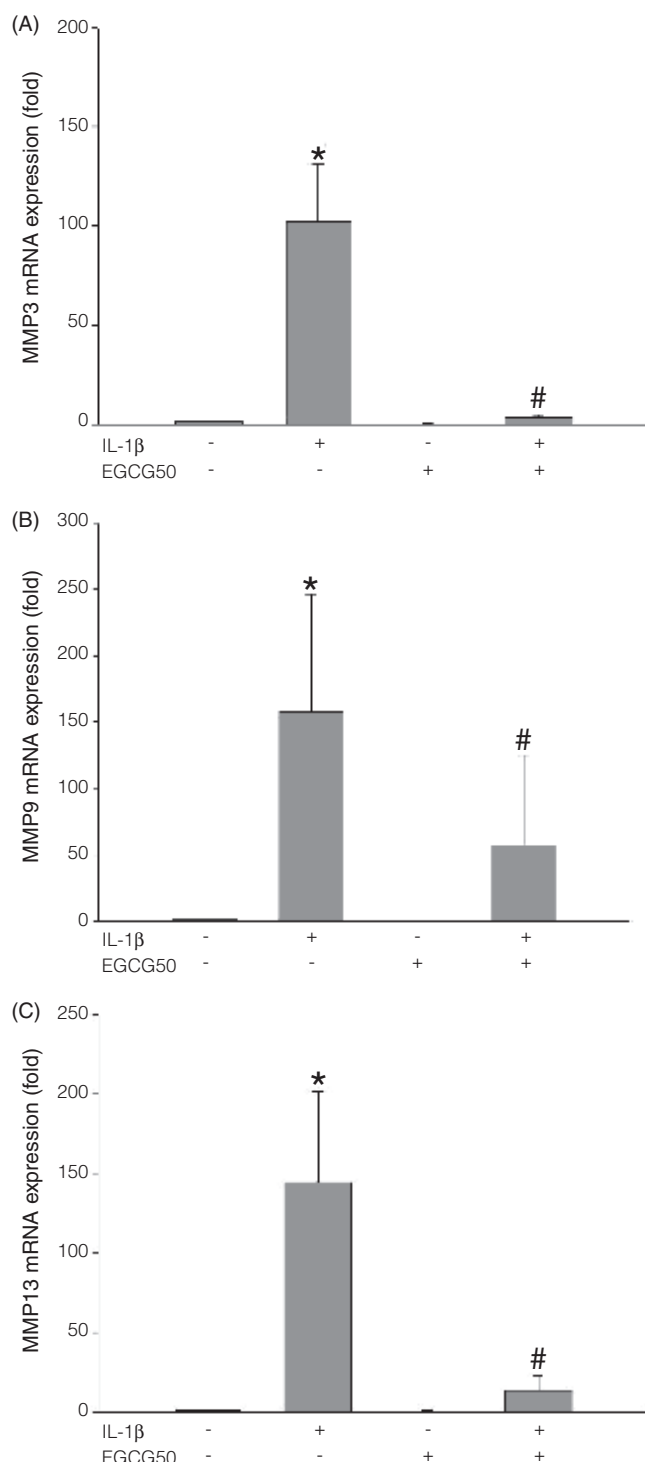 (A)
MMP3 mRNA expression (fold)
200
150
100
50
0
*
#
IL-1β - + - +
EGCG50 - - + +
(B)
MMP9 mRNA expression (fold)
300
250
200
150
100
50
0
*
#
IL-1β - + - +
EGCG50 - - + +
(C)
MMP13 mRNA expression (fold)
250
200
150
100
50
0
*
#
IL-1β - + - +
EGCG50 - - + +